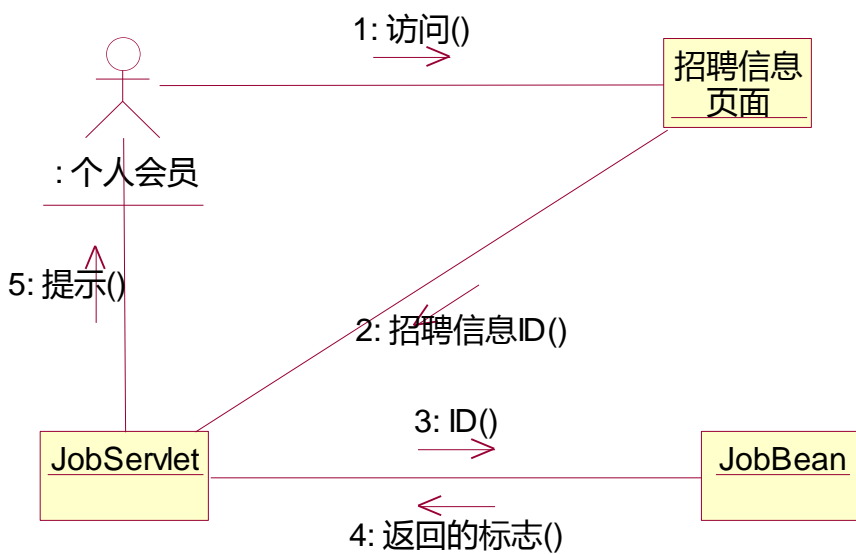 1: 访问()
招聘信息
页面
: 个人会员
5: 提示()
2: 招聘信息ID()
3: ID()
JobServlet
JobBean
4: 返回的标志()